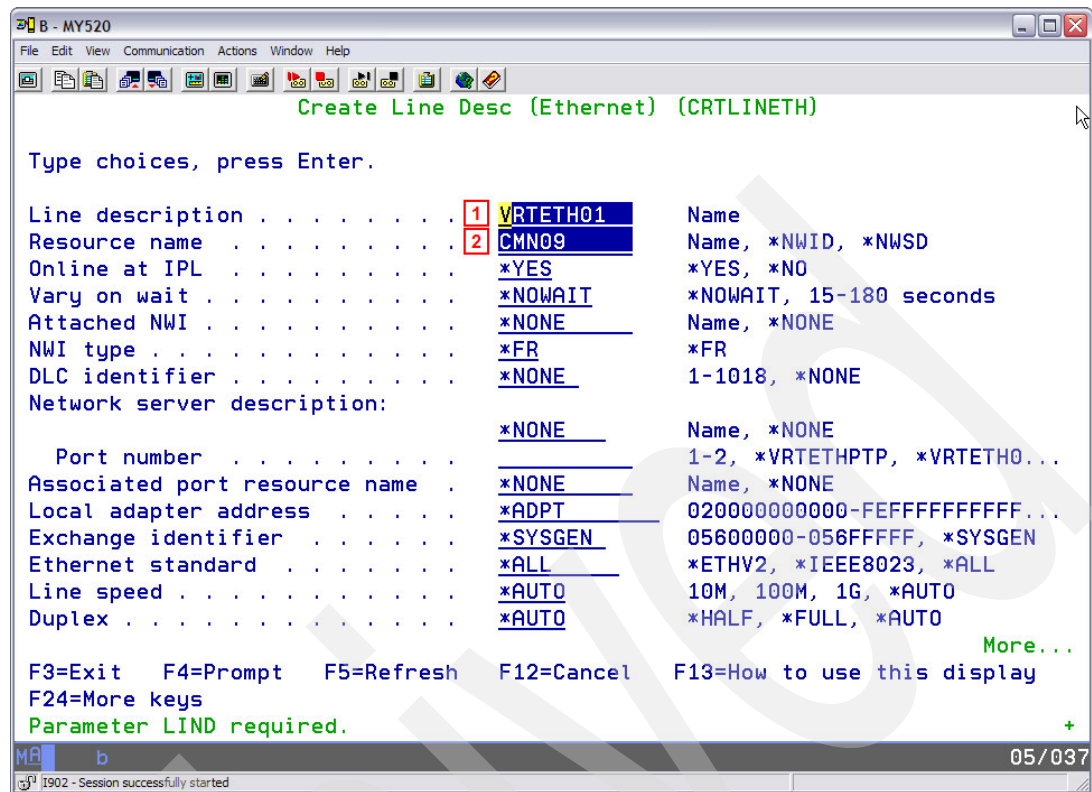 B - MY520
File Edit View Communication Actions Window Help
Create Line Desc (Ethernet) (CRTLINETH)
Type choices, press Enter.
Line description . . . . . . . . 1 VRTETH01 Name
Resource name . . . . . . . . . 2 CMN09 Name, *NWID, *NWSD
Online at IPL . . . . . . . . . *YES *YES, *NO
Vary on wait . . . . . . . . . . *NOWAIT *NOWAIT, 15-180 seconds
Attached NWI . . . . . . . . . . *NONE Name, *NONE
NWI type . . . . . . . . . . . . *FR *FR
DLC identifier . . . . . . . . . *NONE 1-1018, *NONE
Network server description:
*NONE Name, *NONE
Port number . . . . . . . . . 1-2, *VRTETHPTP, *VRTETH0...
Associated port resource name . *NONE Name, *NONE
Local adapter address . . . . . *ADPT 020000000000-FEFFFFFFFFFF...
Exchange identifier . . . . . . *SYSGEN 05600000-056FFFFF, *SYSGEN
Ethernet standard . . . . . . . *ALL *ETHV2, *IEEE8023, *ALL
Line speed . . . . . . . . . . . *AUTO 10M, 100M, 1G, *AUTO
Duplex . . . . . . . . . . . . . *AUTO *HALF, *FULL, *AUTO
More...
F3=Exit F4=Prompt F5=Refresh F12=Cancel F13=How to use this display
F24=More keys
Parameter LIND required. +
MA b 05/037
I902 - Session successfully started